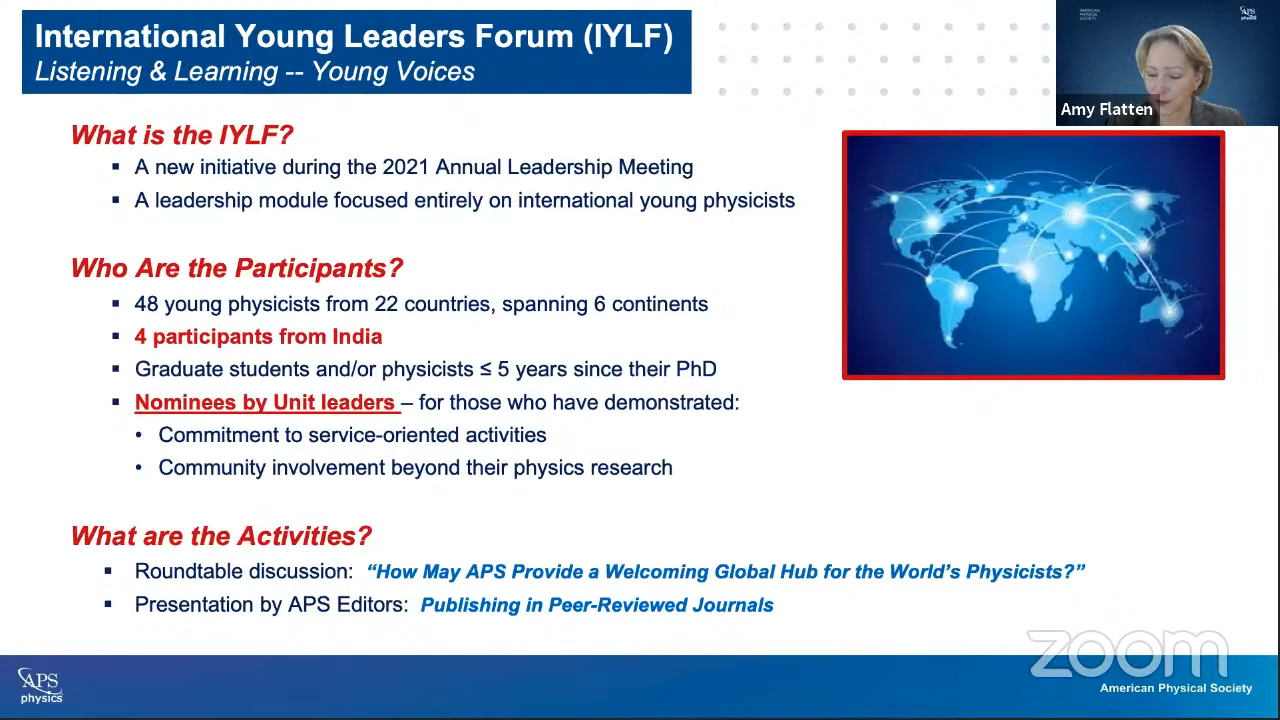 International Young Leaders Forum (IYLF)
Listening & Learning -- Young Voices
AMERICAN
PHYSICAL
SOCIETY
APS
physics
Amy Flatten
What is the IYLF?
▪ A new initiative during the 2021 Annual Leadership Meeting
▪ A leadership module focused entirely on international young physicists
Who Are the Participants?
▪ 48 young physicists from 22 countries, spanning 6 continents
▪ 4 participants from India
▪ Graduate students and/or physicists ≤ 5 years since their PhD
▪ Nominees by Unit leaders – for those who have demonstrated:
• Commitment to service-oriented activities
• Community involvement beyond their physics research
What are the Activities?
▪ Roundtable discussion: “How May APS Provide a Welcoming Global Hub for the World’s Physicists?”
▪ Presentation by APS Editors: Publishing in Peer-Reviewed Journals
zoom
APS
physics
American Physical Society